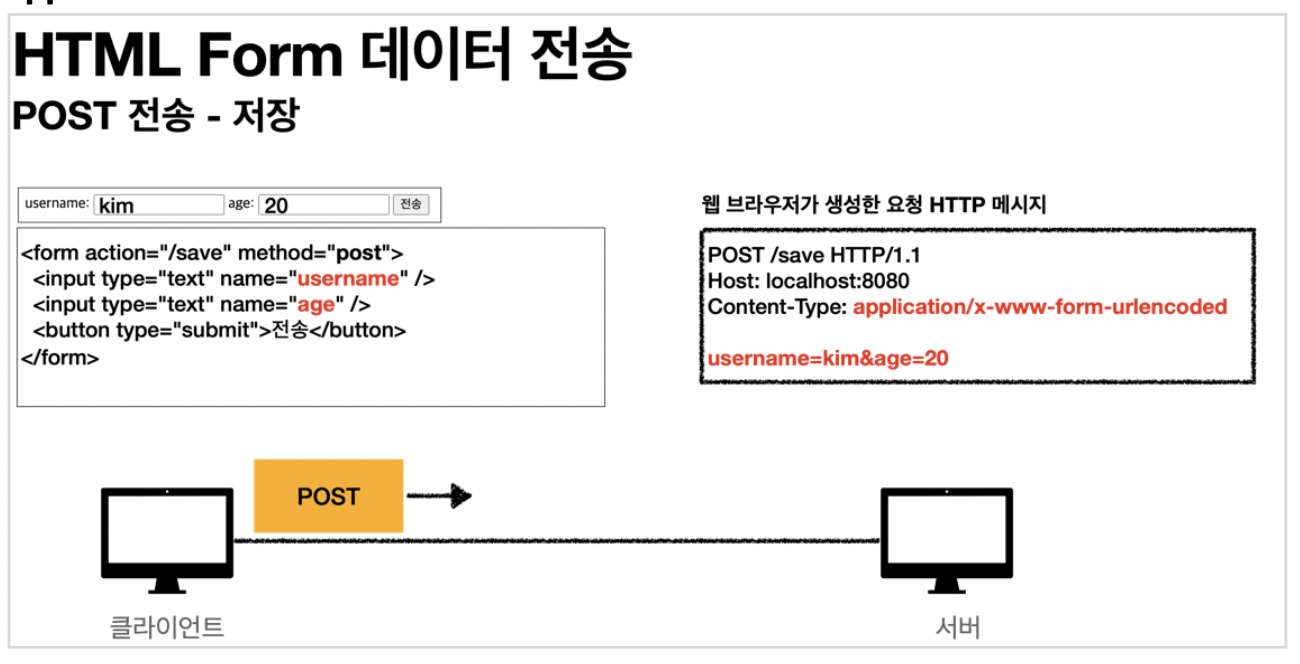 HTML Form 데이터 전송
POST 전송 - 저장
username: kim age: 20 전송
<form action="/save" method="post">
<input type="text" name="username" />
<input type="text" name="age" />
<button type="submit">전송</button>
</form>
웹 브라우저가 생성한 요청 HTTP 메시지
POST /save HTTP/1.1
Host: localhost:8080
Content-Type: application/x-www-form-urlencoded
username=kim&age=20
POST
클라이언트
서버